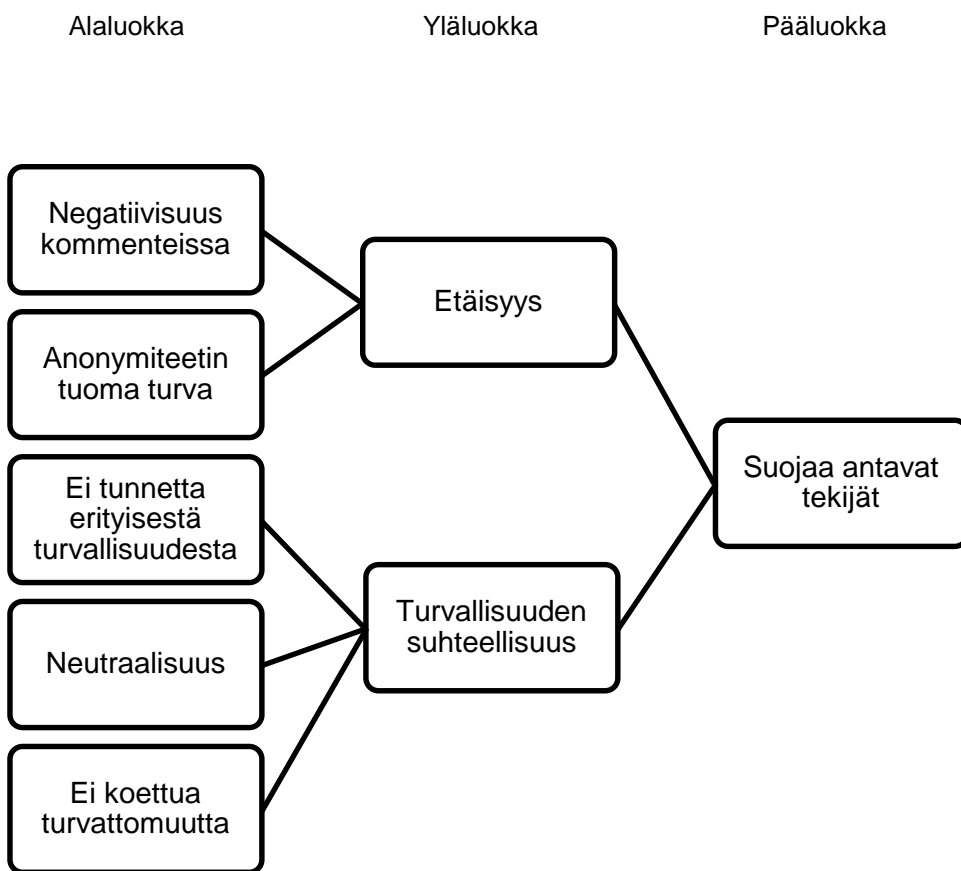 Alaluokka
Yläluokka
Pääluokka
Negatiivisuus
kommenteissa
Anonymiteetin
tuoma turva
Ei tunnetta
erityisestä
turvallisuudesta
Neutraalisuus
Ei koettua
turvattomuutta
Etäisyys
Turvallisuuden
suhteellisuus
Suojaa antavat
tekijät